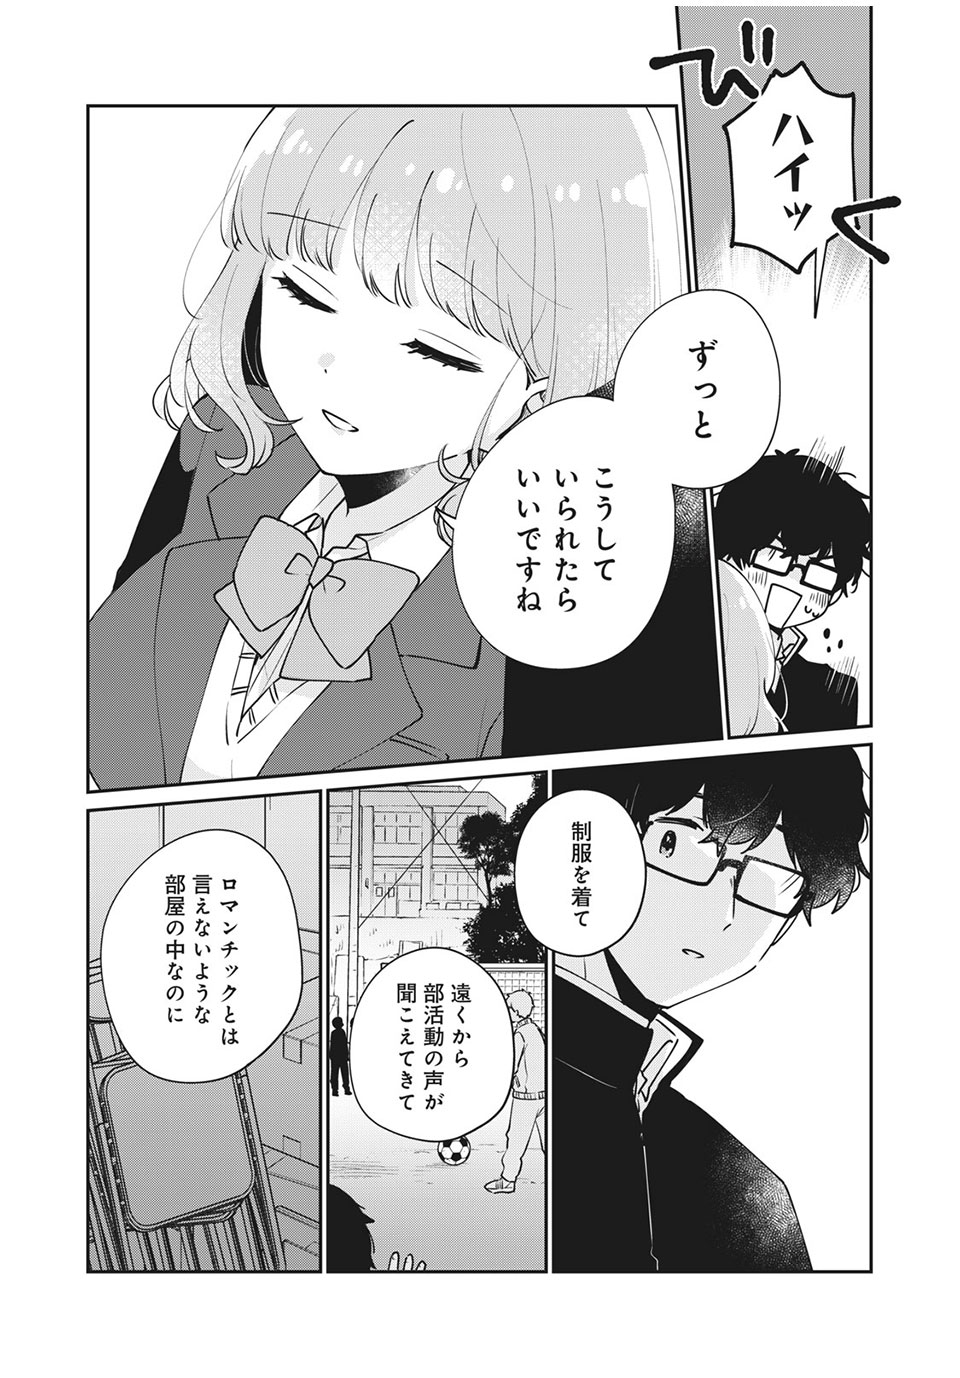 びくっ
ハイッ
ずっと
こうして
いられたら
いいですね
制服を着て
遠くから
部活動の声が
聞こえてきて
ロマンチックとは
言えないような
部屋の中なのに